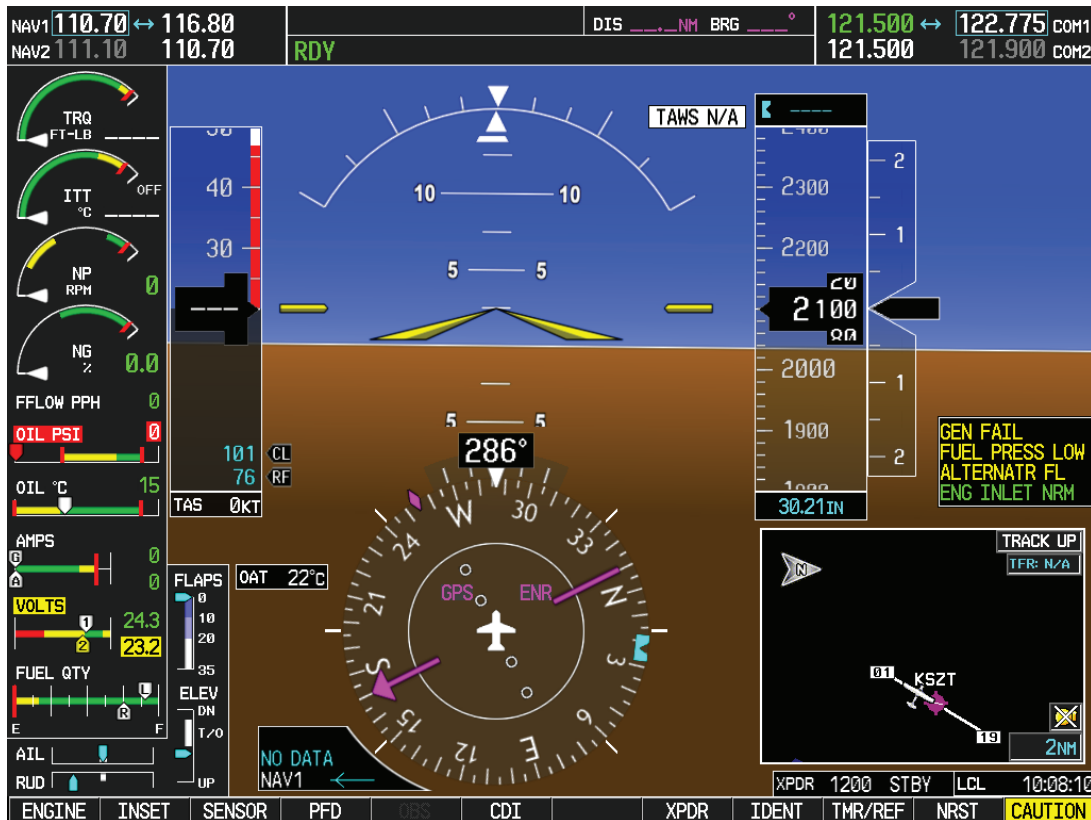 NAV1 110.70 ↔ 116.80
NAV2 111.10 110.70
DIS __._NM BRG ___°
RDY
121.500 ↔ 122.775 COM1
121.500 121.900 COM2
TRQ
FT-LB ----
ITT
°C ----
OFF
NP
RPM 0
NG
% 0.0
FFLOW PPH 0
OIL PSI 0
OIL °C 15
AMPS
G 0
A 0
VOLTS
1 24.3
2 23.2
FUEL QTY
L
R
E F
AIL
RUD
40
30
---
101 CL
76 RF
TAS 0KT
FLAPS
0
10
20
35
ELEV
DN
T/O
UP
OAT 22°C
10 10
5 5
5 5
TAWS N/A
----
2300
2200
2100
2000
1900
30.21IN
2
1
1
2
286°
W 30 33 N 3 6 E 12 15 S 21 24
GPS ENR
NO DATA
NAV1 ←
GEN FAIL
FUEL PRESS LOW
ALTERNATR FL
ENG INLET NRM
TRACK UP
TFR: N/A
N
01
KSZT
19
2NM
XPDR 1200 STBY LCL 10:08:10
ENGINE INSET SENSOR PFD OBS CDI XPDR IDENT TMR/REF NRST CAUTION